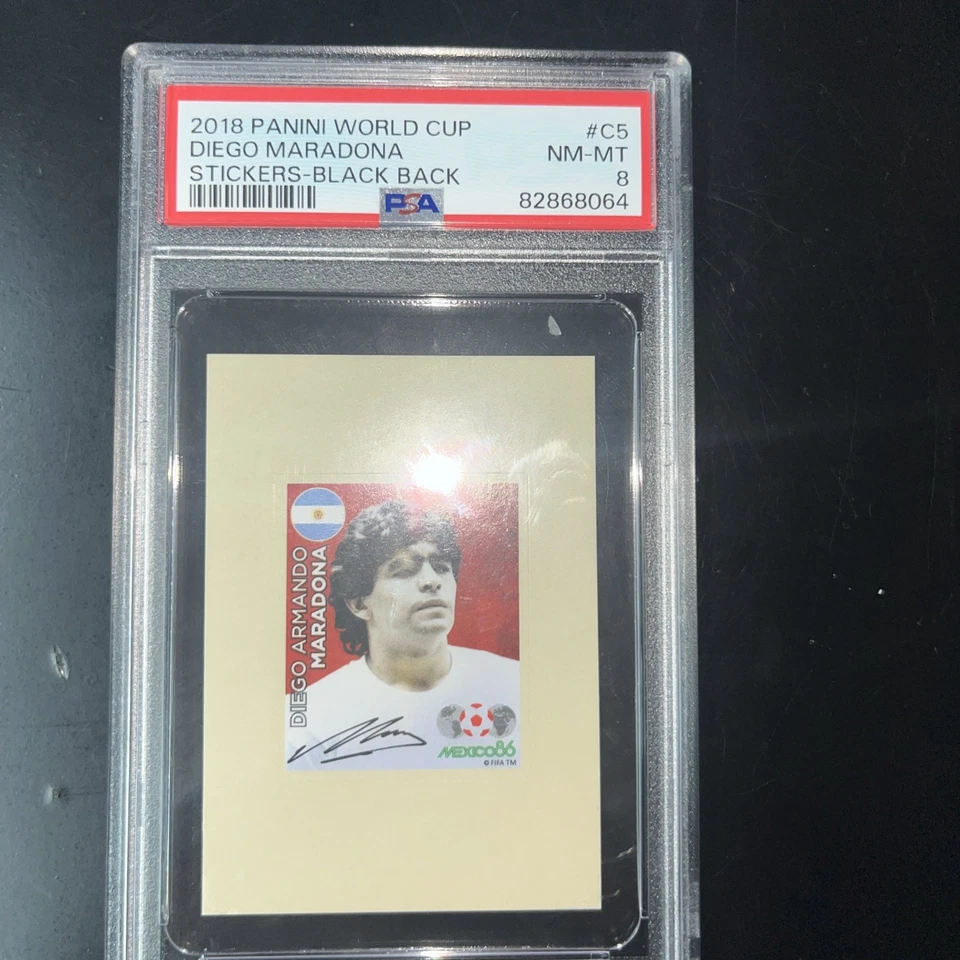 2018 PANINI WORLD CUP
DIEGO MARADONA
STICKERS-BLACK BACK
#C5
NM-MT
8
82868064
PSA
DIEGO ARMANDO
MARADONA
MEXICO86
© FIFA TM